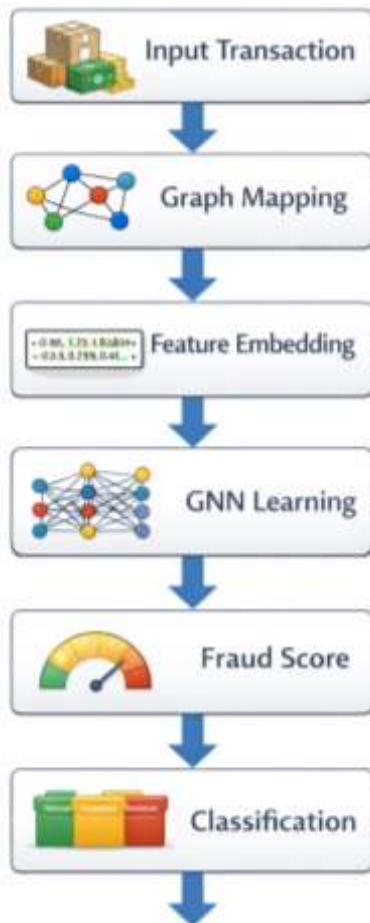 Input Transaction
Graph Mapping
Feature Embedding
GNN Learning
Fraud Score
Classification